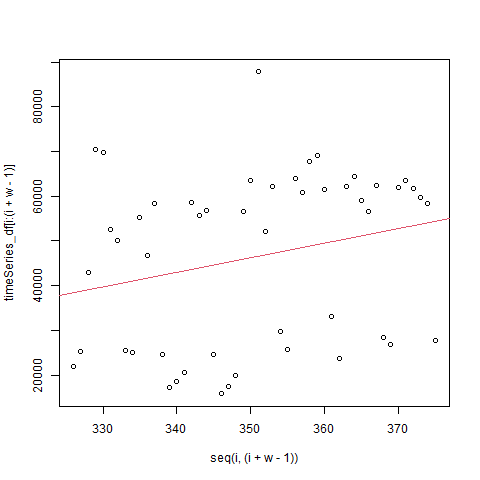 timeSeries_df[i:(i + w - 1)]
80000
60000
40000
20000
330 340 350 360 370
seq(i, (i + w - 1))